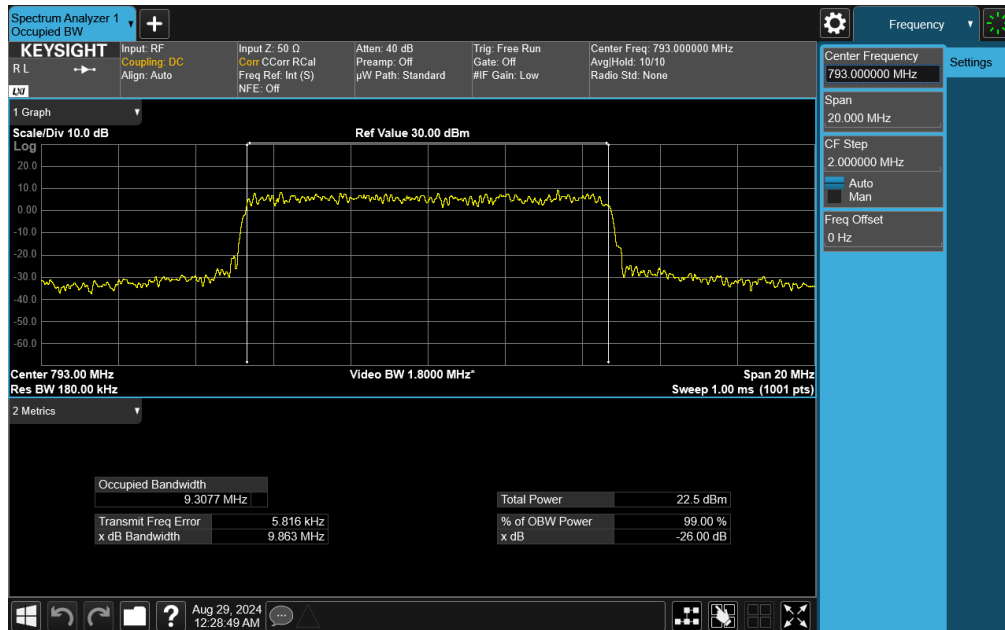 Spectrum Analyzer 1
Occupied BW
Frequency
KEYSIGHT
R L
LXI
Input: RF
Coupling: DC
Align: Auto
Input Z: 50 Ω
Corr CCorr RCal
Freq Ref: Int (S)
NFE: Off
Atten: 40 dB
Preamp: Off
µW Path: Standard
Trig: Free Run
Gate: Off
#IF Gain: Low
Center Freq: 793.000000 MHz
Avg|Hold: 10/10
Radio Std: None
Center Frequency
793.000000 MHz
Settings
Span
20.000 MHz
CF Step
2.000000 MHz
Auto
Man
Freq Offset
0 Hz
1 Graph
Scale/Div 10.0 dB
Ref Value 30.00 dBm
Log
20.0
10.0
0.00
-10.0
-20.0
-30.0
-40.0
-50.0
-60.0
Center 793.00 MHz
Video BW 1.8000 MHz*
Span 20 MHz
Res BW 180.00 kHz
Sweep 1.00 ms (1001 pts)
2 Metrics
Occupied Bandwidth
9.3077 MHz
Transmit Freq Error 5.816 kHz
x dB Bandwidth 9.863 MHz
Total Power 22.5 dBm
% of OBW Power 99.00 %
x dB -26.00 dB
?
Aug 29, 2024
12:28:49 AM